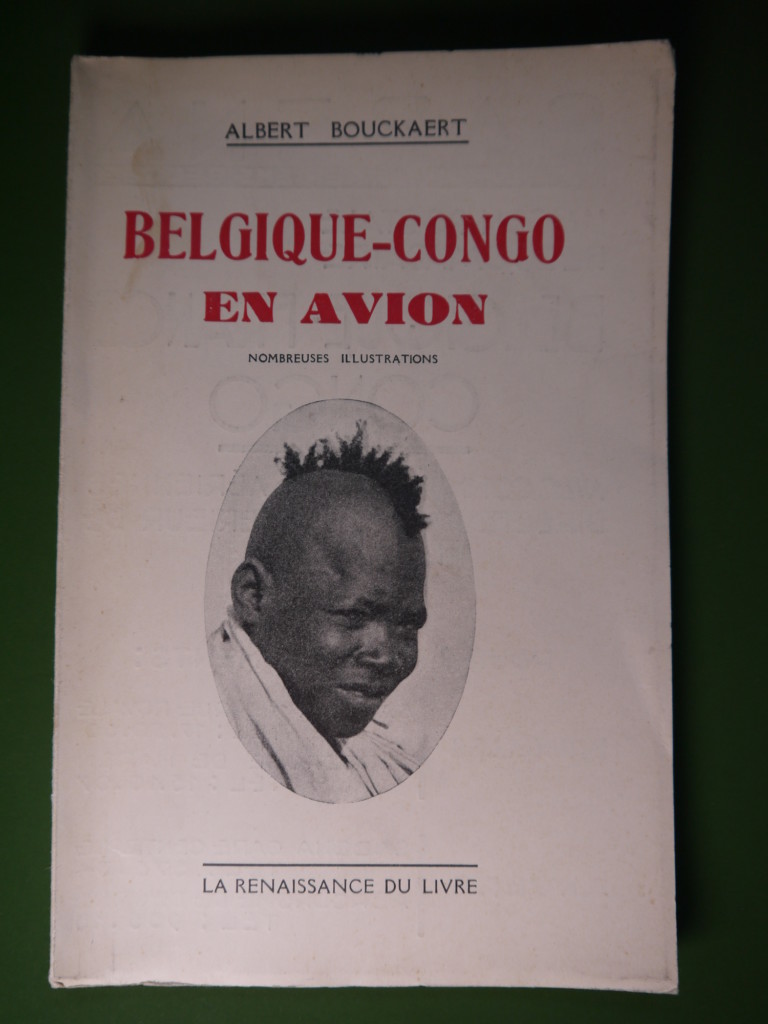 ALBERT BOUCKAERT
BELGIQUE-CONGO
EN AVION
NOMBREUSES ILLUSTRATIONS
LA RENAISSANCE DU LIVRE